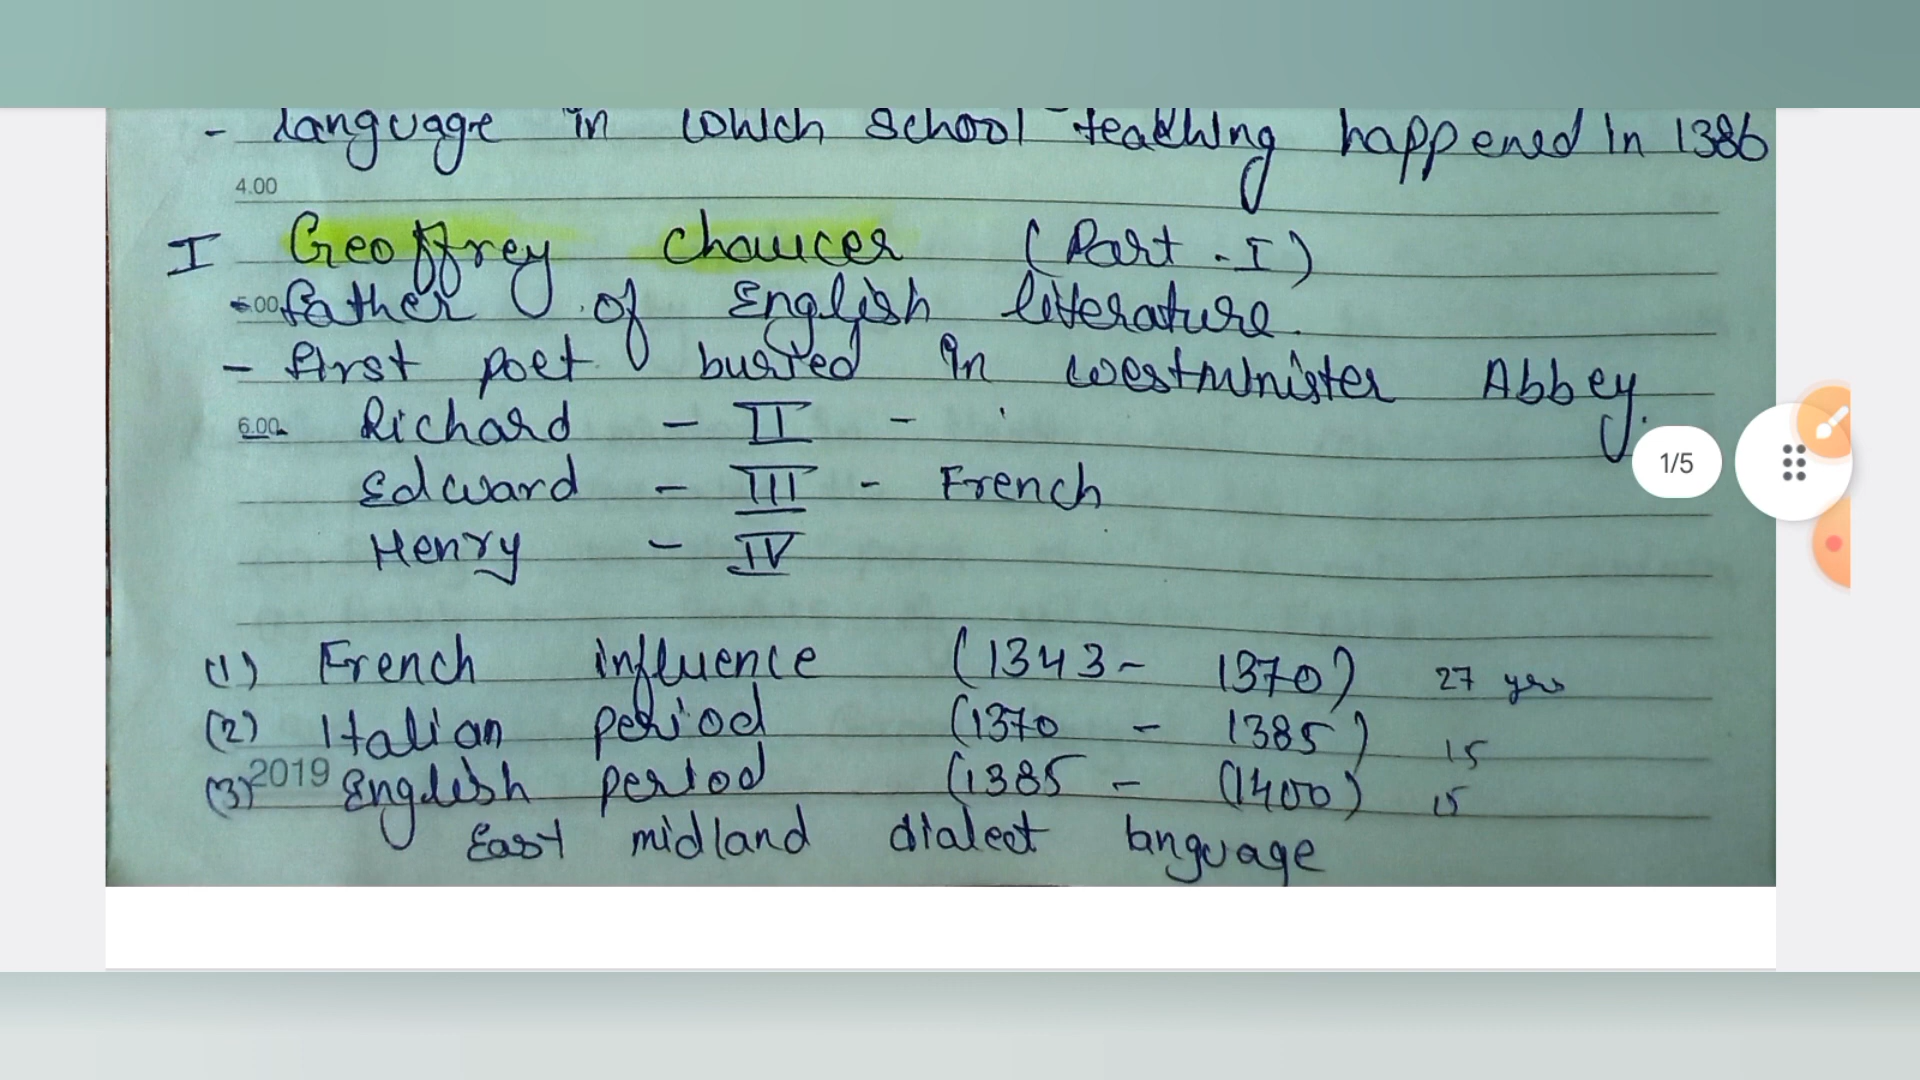 - language in which school teaching happened in 1386
4.00
I Geoffrey Chaucer (Part - I)
5.00
- father of English literature.
- first poet buried in westminister Abbey.
6.00
Richard - II -
Edward - III - French
Henry - IV
1/5
(1) French influence (1343 - 1370) 27 yrs
(2) Italian period (1370 - 1385) 15
2019
(3) English period (1385 - (1400) 15
East midland dialect language